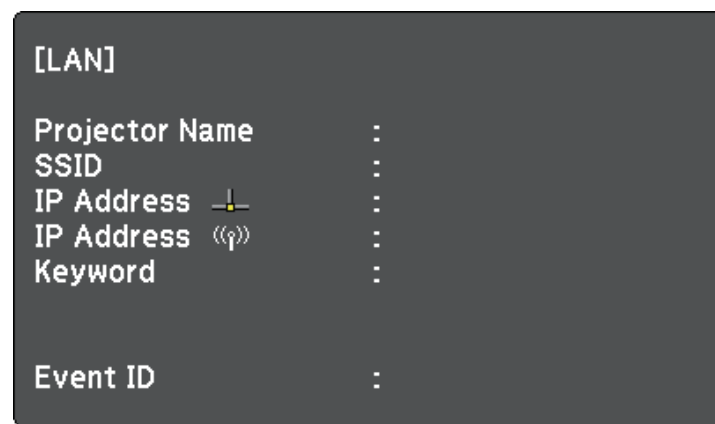 [LAN]
Projector Name :
SSID :
IP Address :
IP Address :
Keyword :
Event ID :